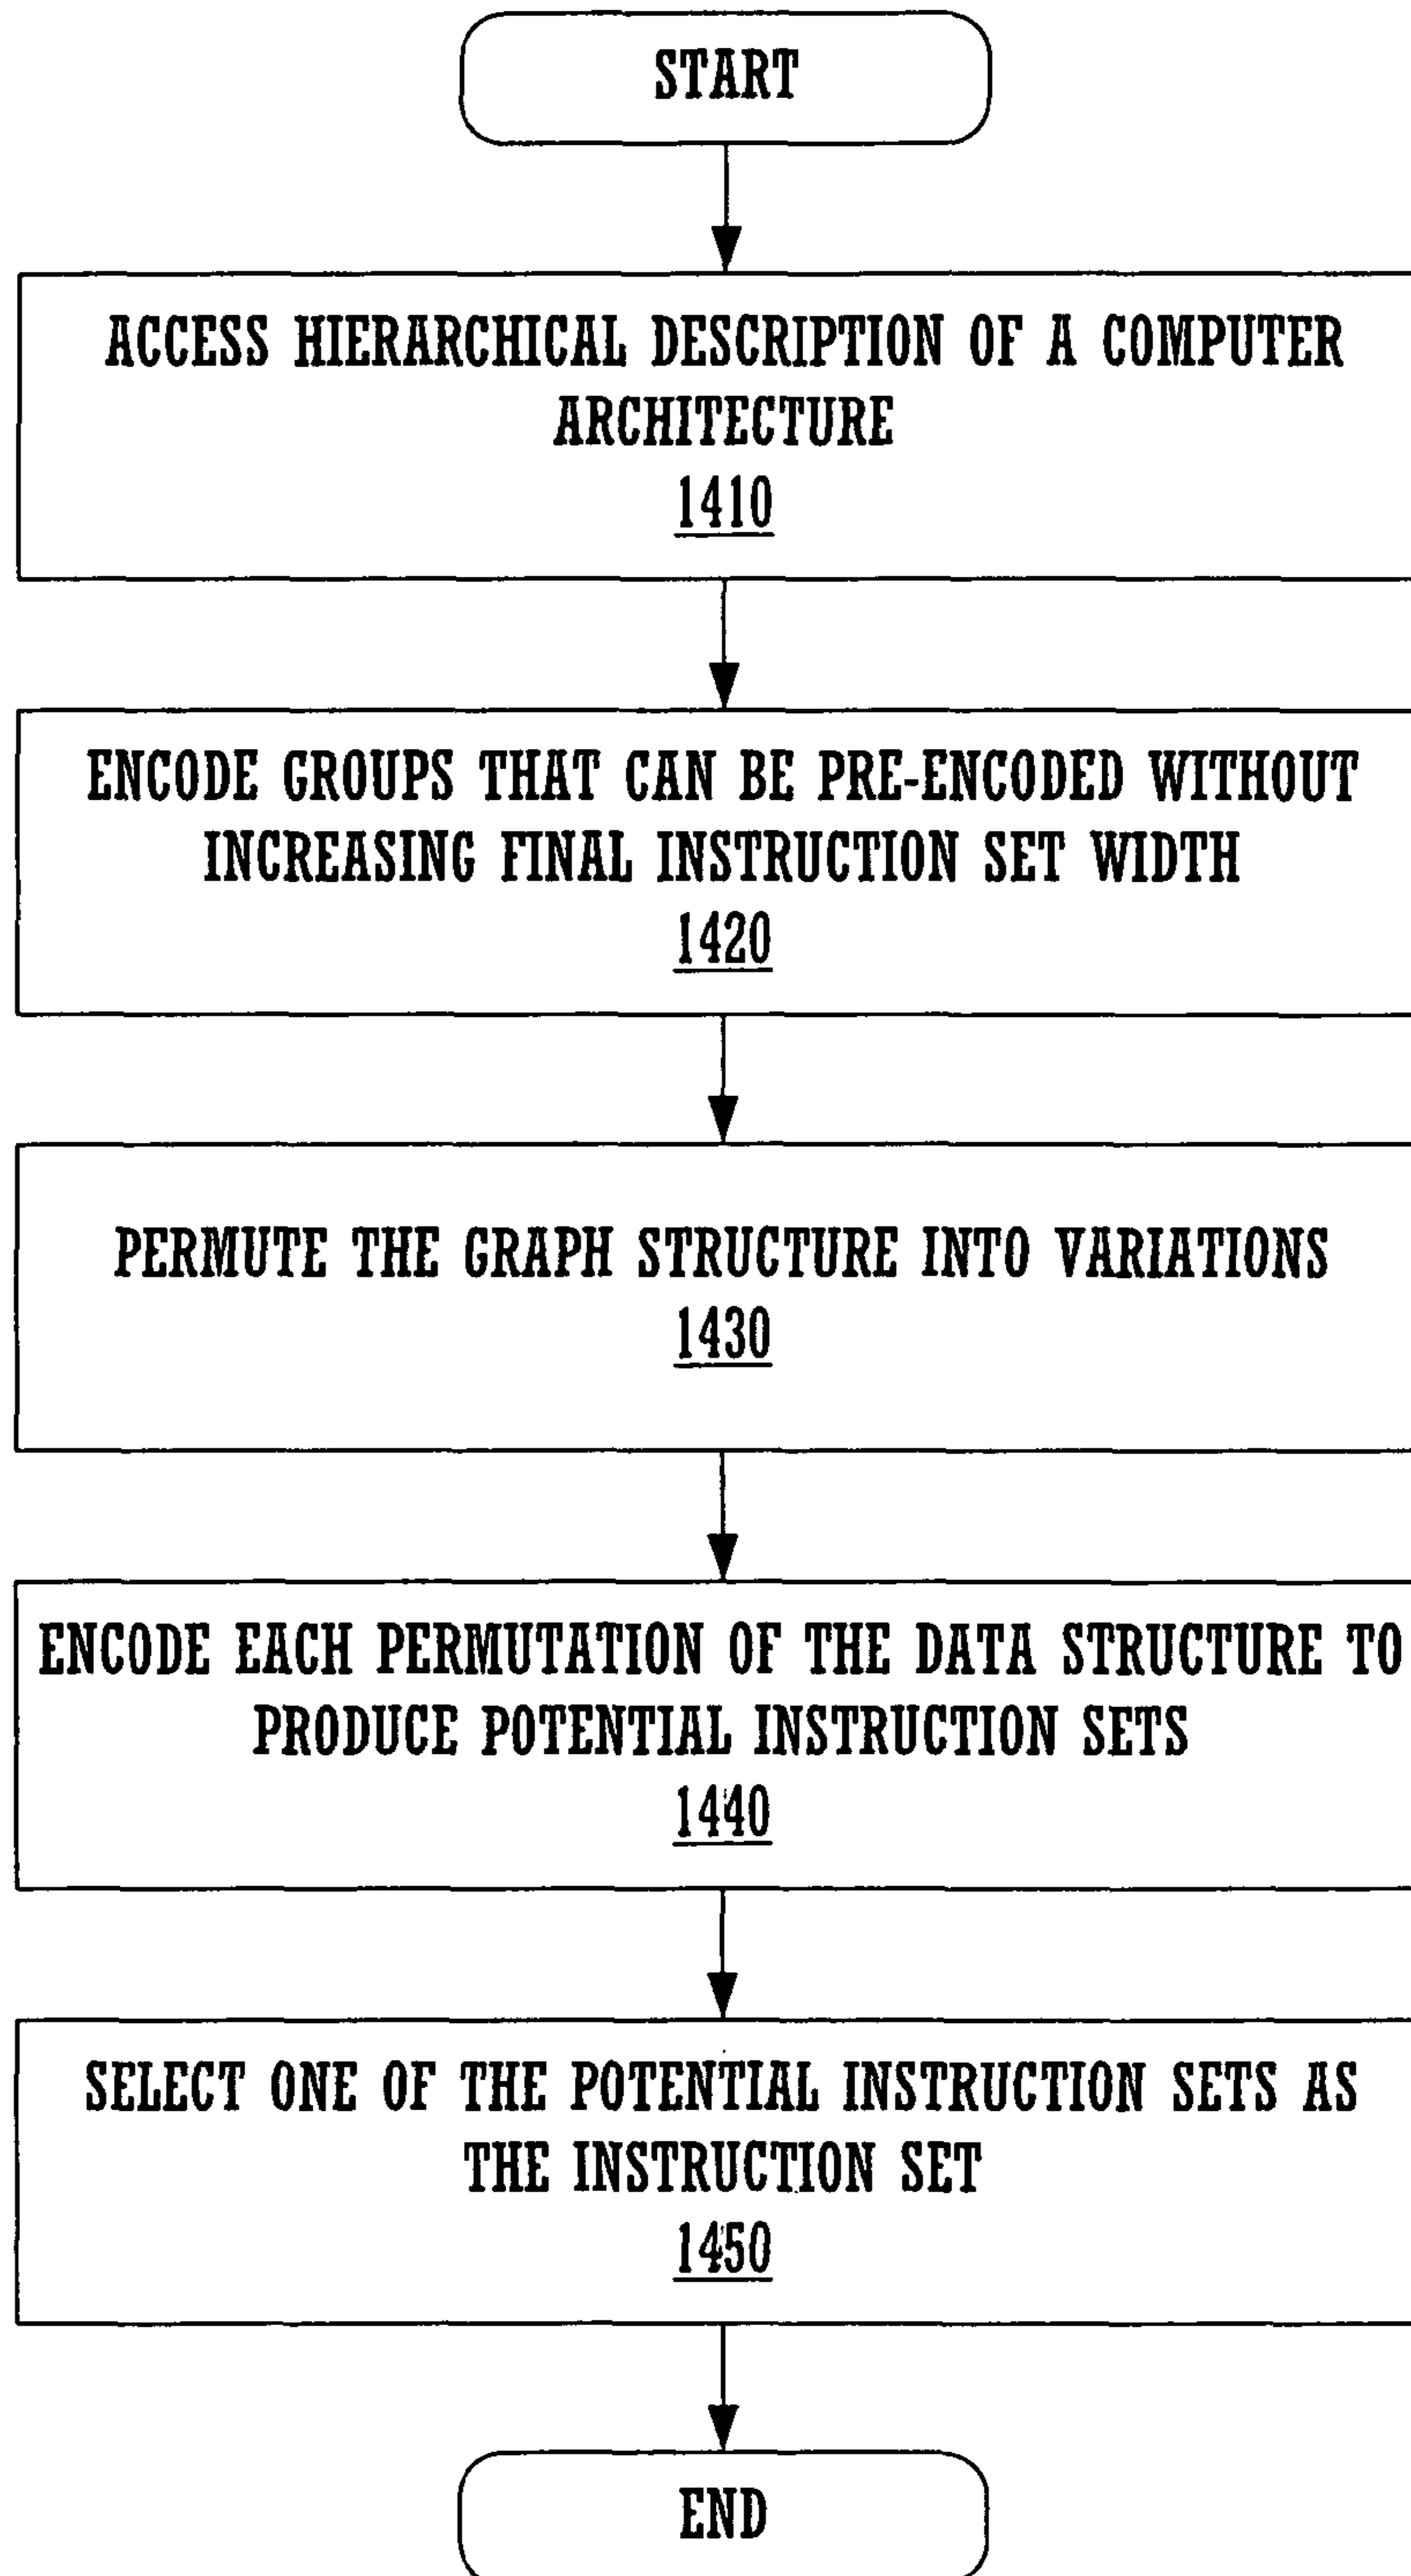 START
ACCESS HIERARCHICAL DESCRIPTION OF A COMPUTER
ARCHITECTURE
1410
ENCODE GROUPS THAT CAN BE PRE-ENCODED WITHOUT
INCREASING FINAL INSTRUCTION SET WIDTH
1420
PERMUTE THE GRAPH STRUCTURE INTO VARIATIONS
1430
ENCODE EACH PERMUTATION OF THE DATA STRUCTURE TO
PRODUCE POTENTIAL INSTRUCTION SETS
1440
SELECT ONE OF THE POTENTIAL INSTRUCTION SETS AS
THE INSTRUCTION SET
1450
END